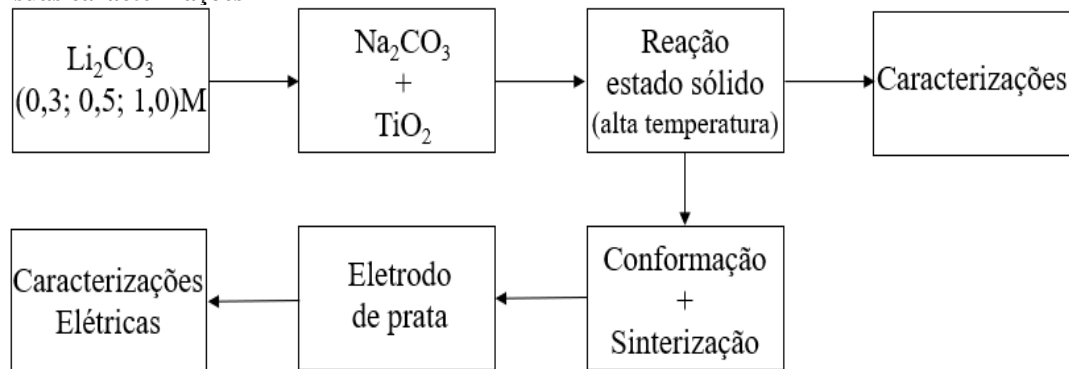 Li₂CO₃
(0,3; 0,5; 1,0)M
Na₂CO₃
+
TiO₂
Reação
estado sólido
(alta temperatura)
Caracterizações
Caracterizações
Elétricas
Eletrodo
de prata
Conformação
+
Sinterização